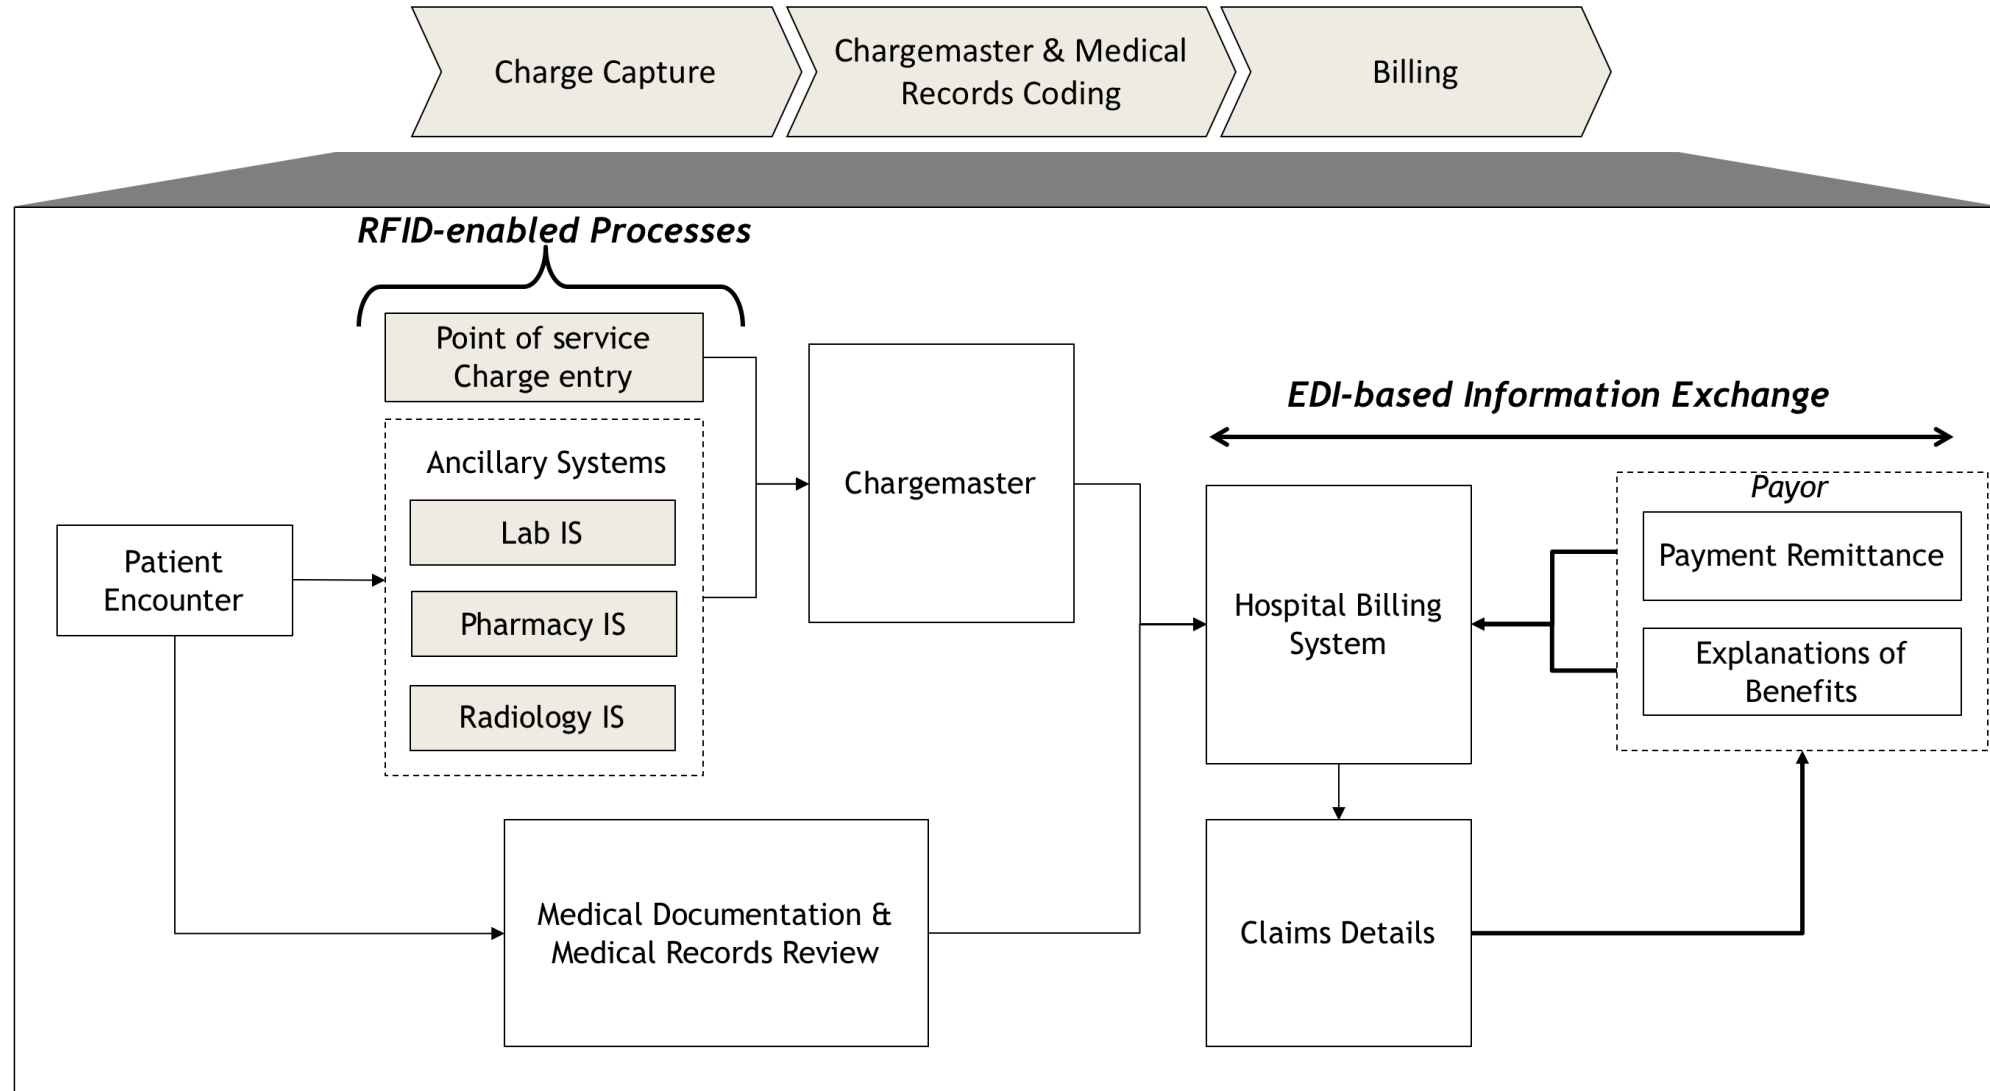 Charge Capture
Chargemaster & Medical
Records Coding
Billing
RFID-enabled Processes
Point of service
Charge entry
Ancillary Systems
Lab IS
Pharmacy IS
Radiology IS
Patient
Encounter
Chargemaster
Medical Documentation &
Medical Records Review
EDI-based Information Exchange
Hospital Billing
System
Claims Details
Payor
Payment Remittance
Explanations of
Benefits